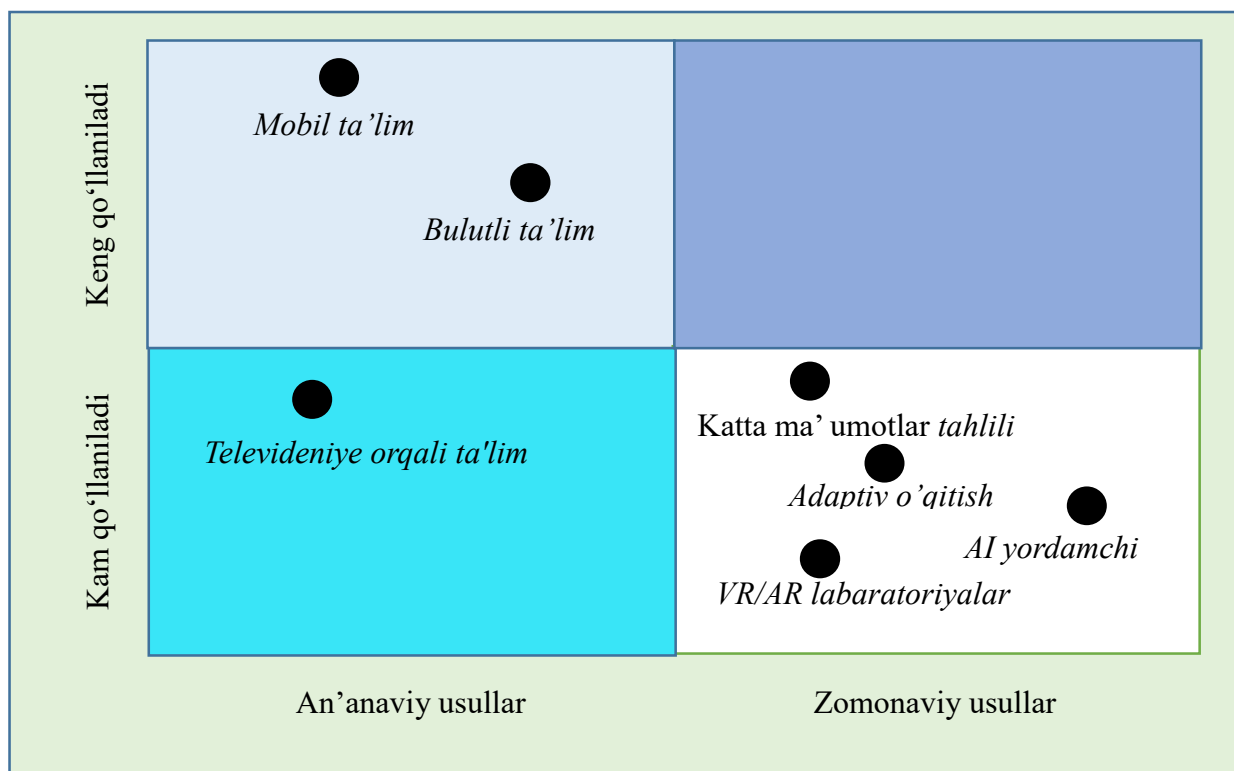 Keng qo‘llaniladi
Mobil ta’lim
Bulutli ta’lim
Kam qo‘llaniladi
Televideniye orqali ta'lim
Katta ma’ umotlar tahlili
Adaptiv o’qitish
AI yordamchi
VR/AR labaratoriyalar
An’anaviy usullar
Zomonaviy usullar